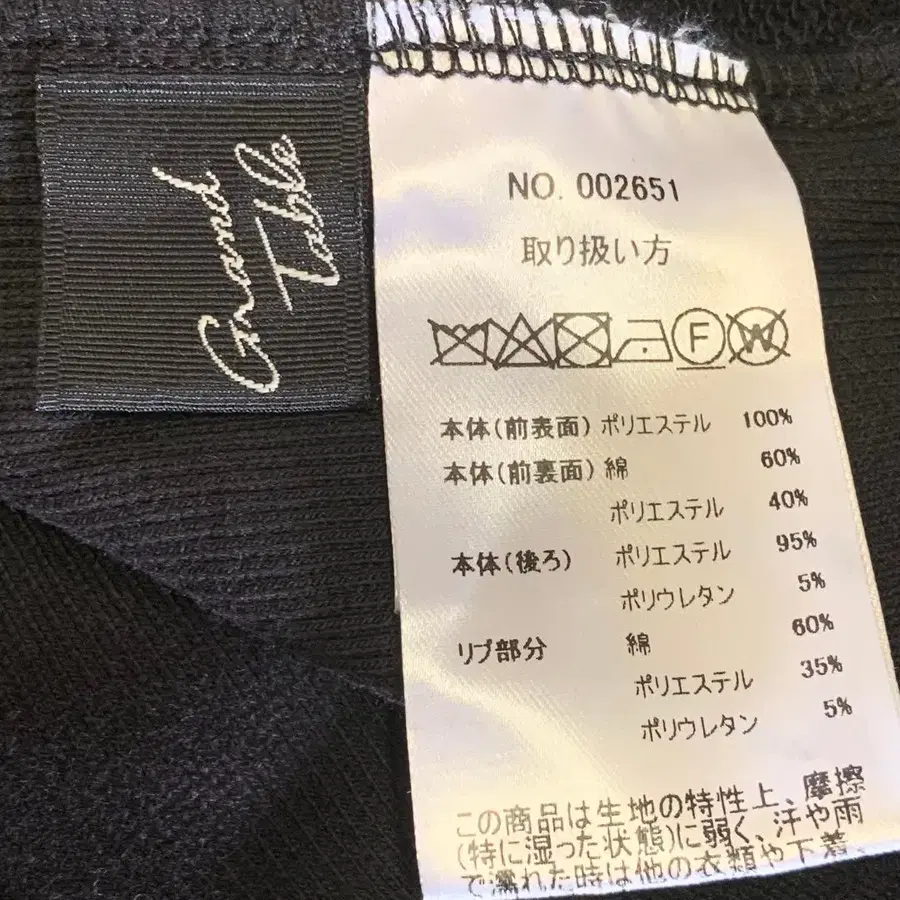 Grand
Table
NO. 002651
取り扱い方
F W
本体(前表面) ポリエステル 100%
本体(前裏面) 綿 60%
ポリエステル 40%
本体(後ろ) ポリエステル 95%
ポリウレタン 5%
リブ部分 綿 60%
ポリエステル 35%
ポリウレタン 5%
この商品は生地の特性上、摩擦
(特に湿った状態)に弱く、汗や雨
で濡れた時は他の衣類や下着